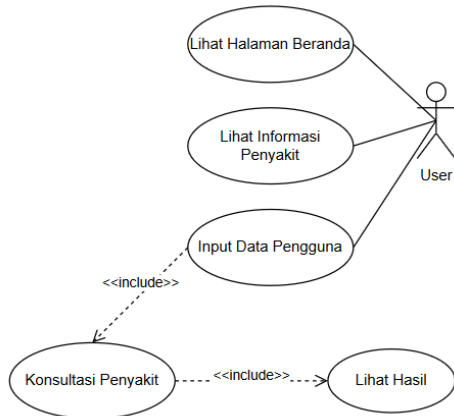 Lihat Halaman Beranda
Lihat Informasi
Penyakit
User
Input Data Pengguna
<<include>>
Konsultasi Penyakit
<<include>>
Lihat Hasil